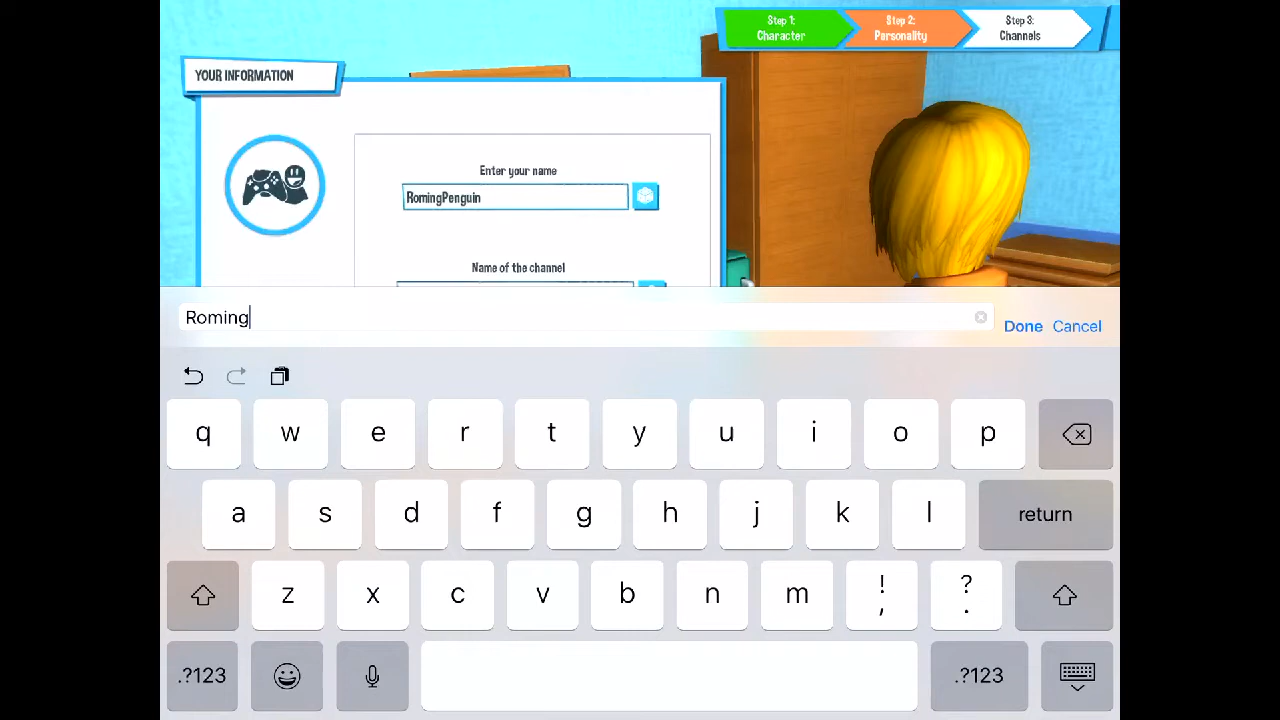 Step 1:
Character
Step 2:
Personality
Step 3:
Channels
YOUR INFORMATION
Enter your name
RomingPenguin
Name of the channel
Roming
Done Cancel
q w e r t y u i o p
a s d f g h j k l return
z x c v b n m ! , ? .
.?123 .?123